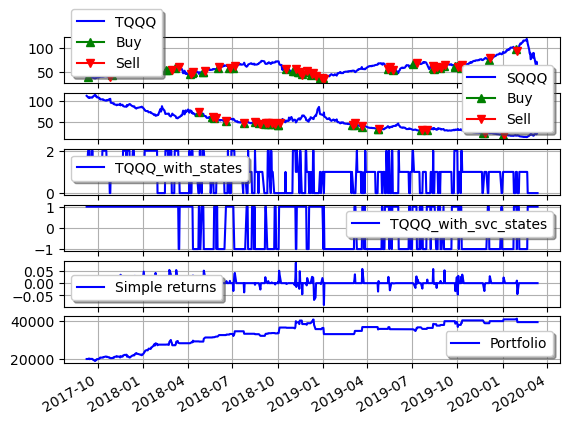 TQQQ
Buy
Sell
100
50
SQQQ
Buy
Sell
100
50
2
0
TQQQ_with_states
1
0
−1
TQQQ_with_svc_states
0.05
0.00
−0.05
Simple returns
40000
20000
Portfolio
2017-10 2018-01 2018-04 2018-07 2018-10 2019-01 2019-04 2019-07 2019-10 2020-01 2020-04